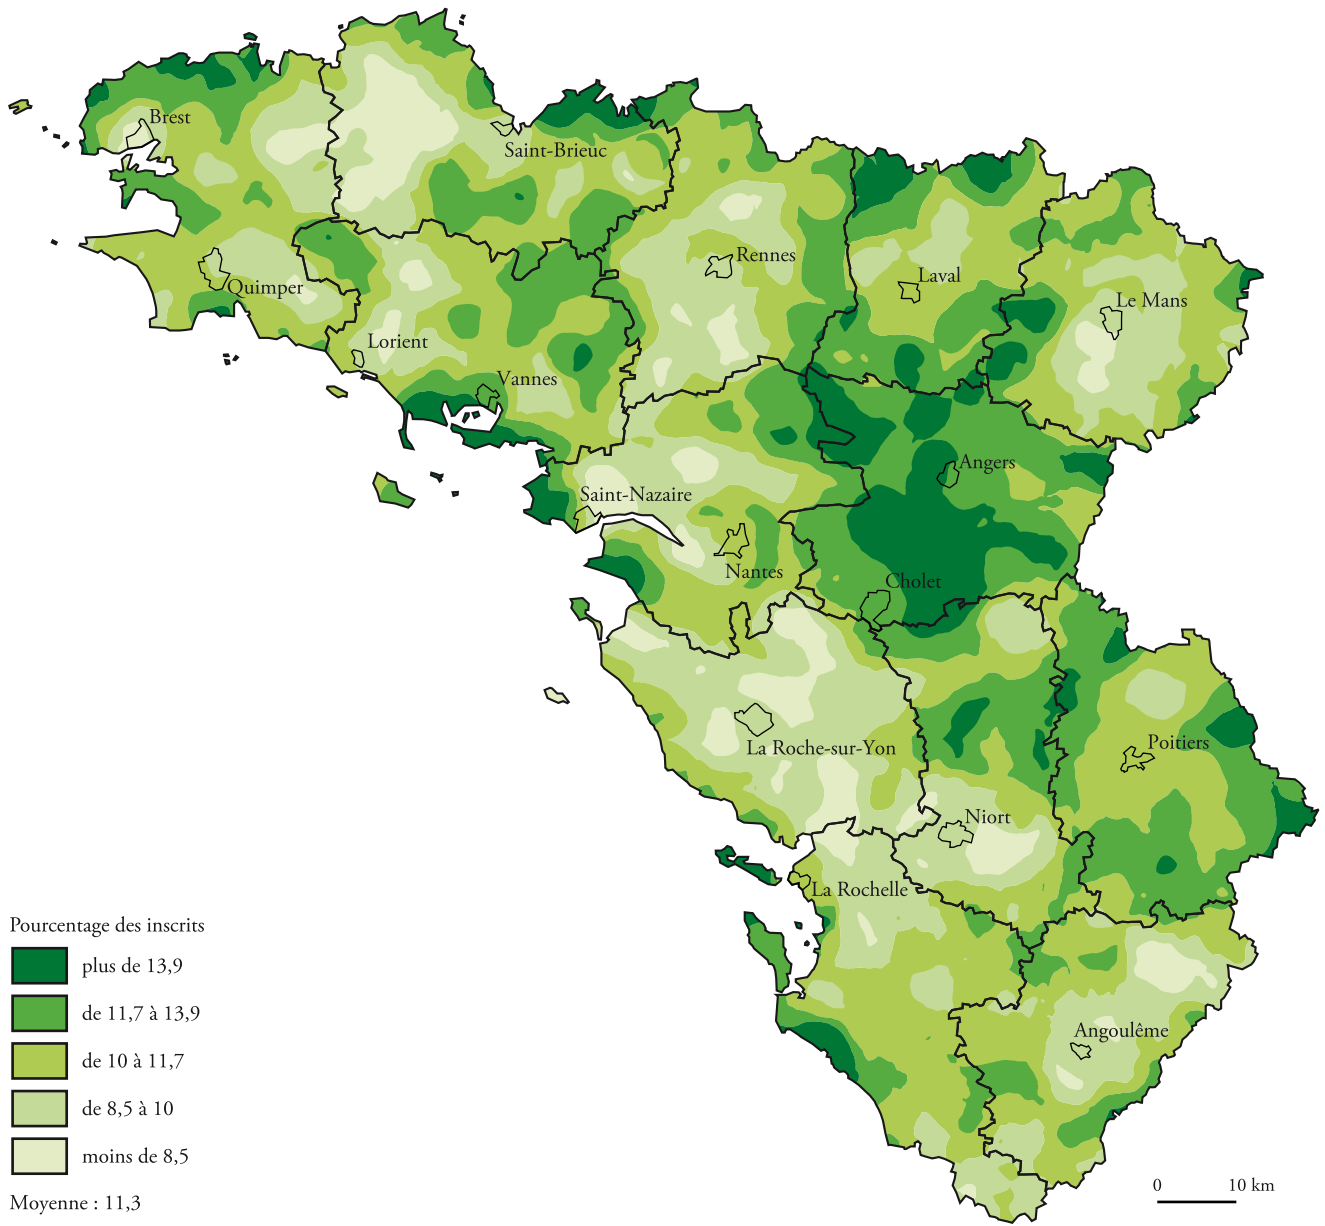 Brest
Saint-Brieuc
Rennes
Laval
Le Mans
Quimper
Lorient
Vannes
Angers
Saint-Nazaire
Nantes
Cholet
La Roche-sur-Yon
Poitiers
Niort
La Rochelle
Angoulême
Pourcentage des inscrits
plus de 13,9
de 11,7 à 13,9
de 10 à 11,7
de 8,5 à 10
moins de 8,5
Moyenne : 11,3
0 10 km